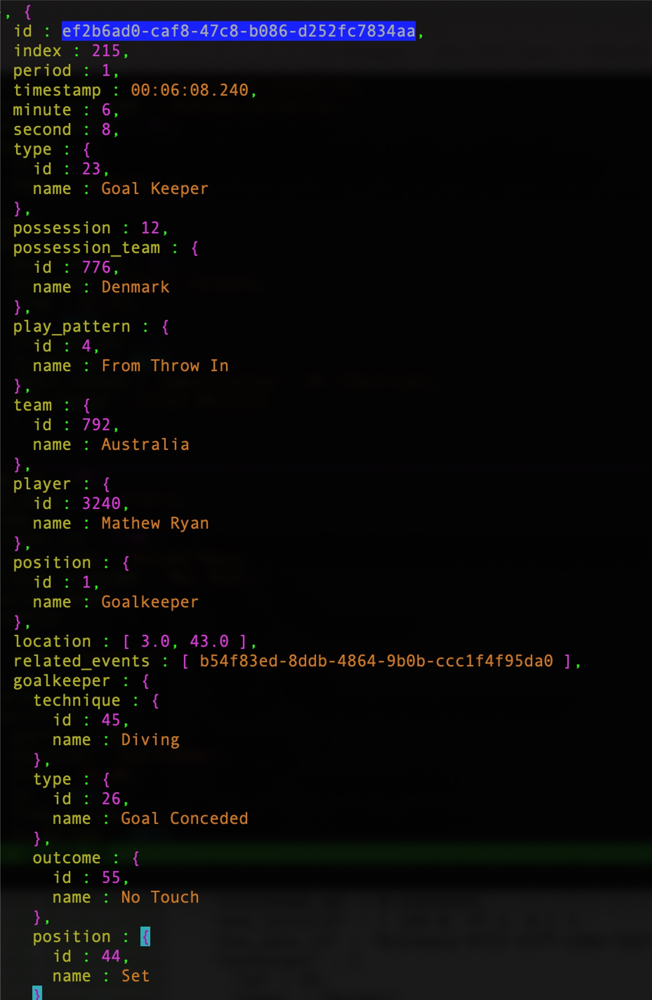 , {
id : ef2b6ad0-caf8-47c8-b086-d252fc7834aa,
index : 215,
period : 1,
timestamp : 00:06:08.240,
minute : 6,
second : 8,
type : {
id : 23,
name : Goal Keeper
},
possession : 12,
possession_team : {
id : 776,
name : Denmark
},
play_pattern : {
id : 4,
name : From Throw In
},
team : {
id : 792,
name : Australia
},
player : {
id : 3240,
name : Mathew Ryan
},
position : {
id : 1,
name : Goalkeeper
},
location : [ 3.0, 43.0 ],
related_events : [ b54f83ed-8ddb-4864-9b0b-ccc1f4f95da0 ],
goalkeeper : {
technique : {
id : 45,
name : Diving
},
type : {
id : 26,
name : Goal Conceded
},
outcome : {
id : 55,
name : No Touch
},
position : {
id : 44,
name : Set
}